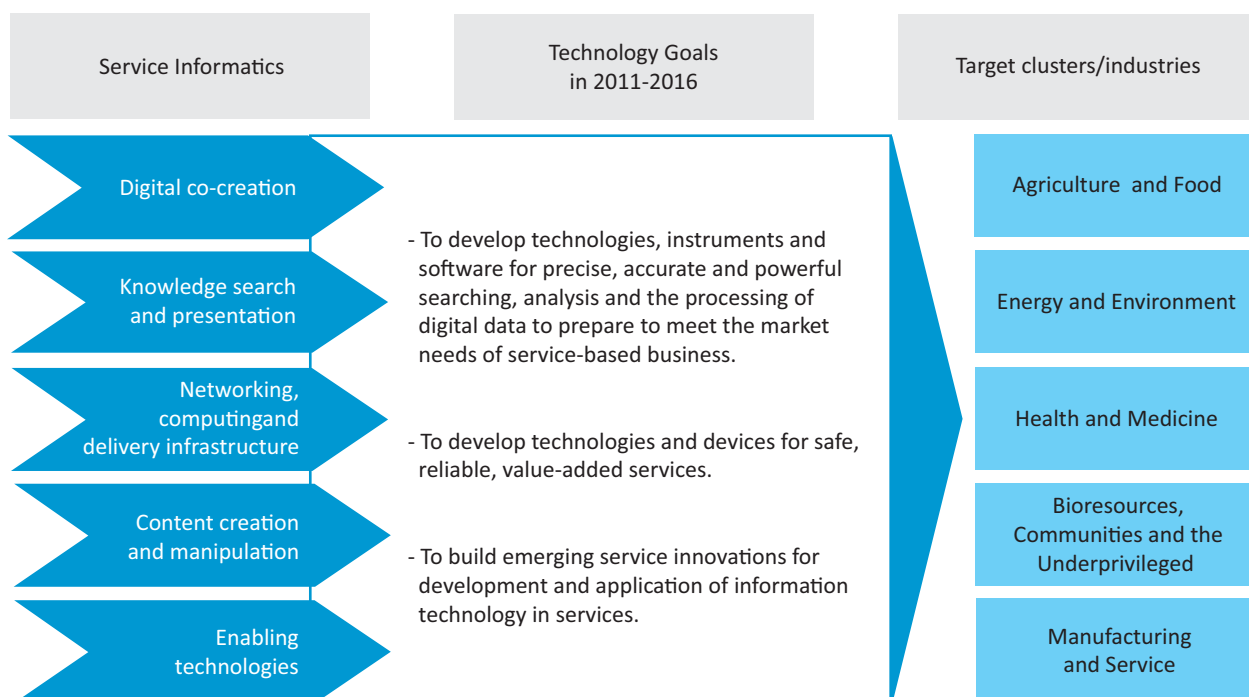 Service Informatics
Technology Goals
in 2011-2016
Target clusters/industries
Digital co-creation
Knowledge search
and presentation
Networking,
computingand
delivery infrastructure
Content creation
and manipulation
Enabling
technologies
- To develop technologies, instruments and
software for precise, accurate and powerful
searching, analysis and the processing of
digital data to prepare to meet the market
needs of service-based business.
- To develop technologies and devices for safe,
reliable, value-added services.
- To build emerging service innovations for
development and application of information
technology in services.
Agriculture and Food
Energy and Environment
Health and Medicine
Bioresources,
Communities and the
Underprivileged
Manufacturing
and Service